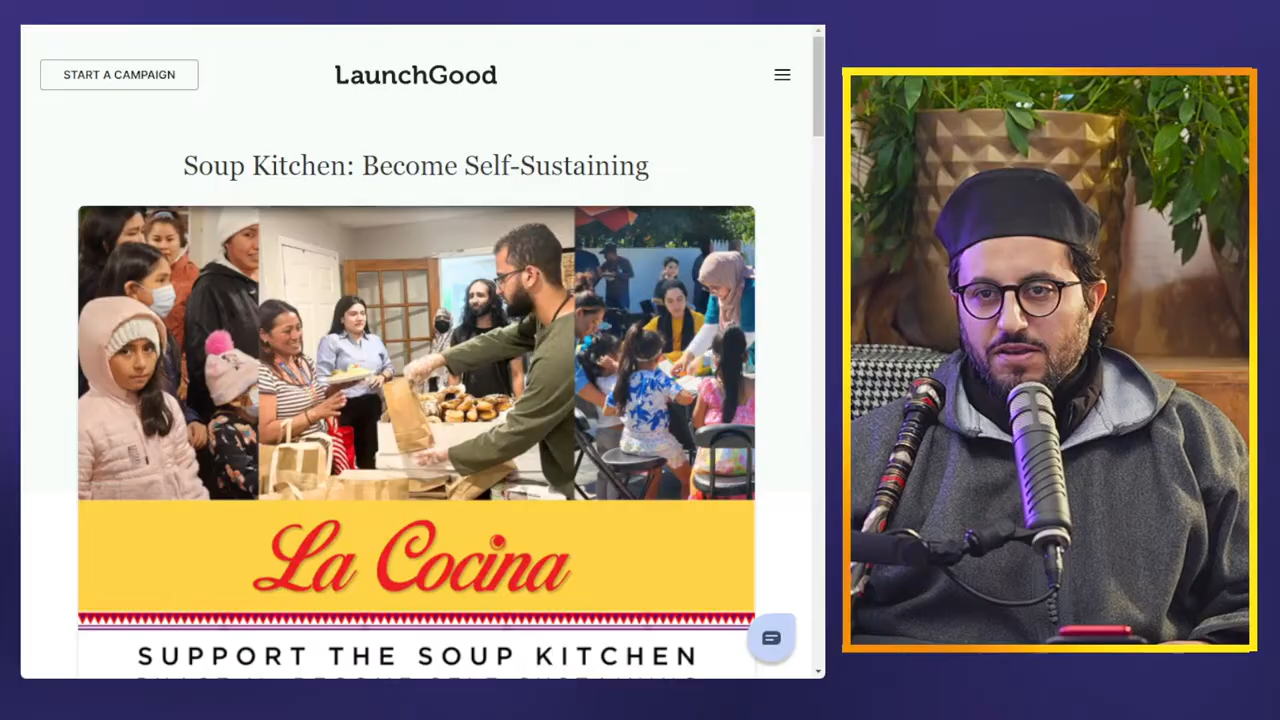 START A CAMPAIGN
LaunchGood
Soup Kitchen: Become Self-Sustaining
La Cocina
SUPPORT THE SOUP KITCHEN